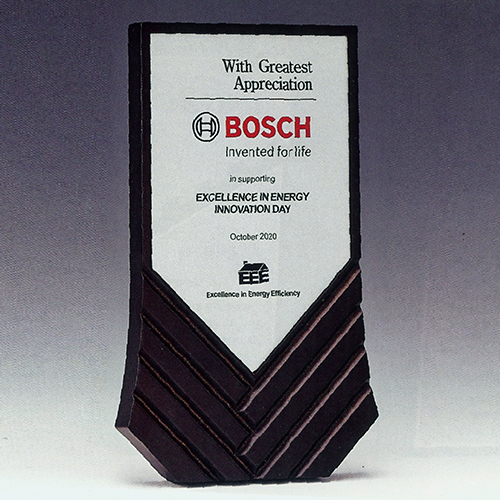 With Greatest
Appreciation
BOSCH
Invented for life
in supporting
EXCELLENCE IN ENERGY
INNOVATION DAY
October 2020
EEE
Excellence in Energy Efficiency